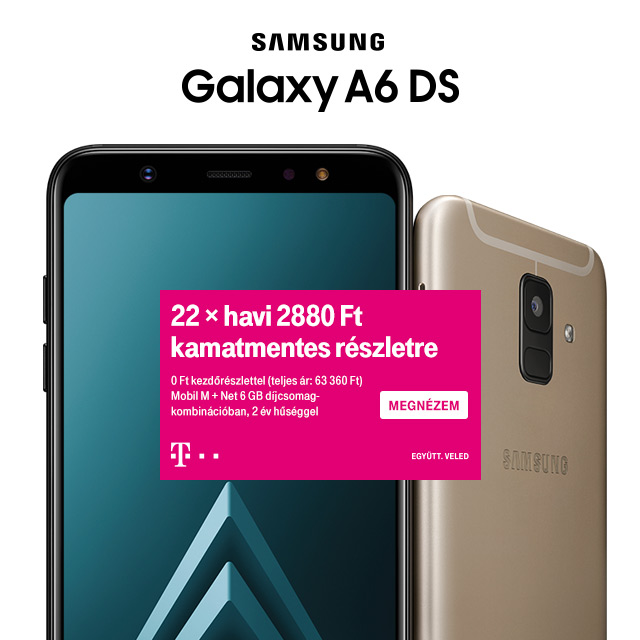 SAMSUNG
Galaxy A6 DS
22 × havi 2880 Ft
kamatmentes részletre
0 Ft kezdőrészlettel (teljes ár: 63 360 Ft)
Mobil M + Net 6 GB díjcsomag-
kombinációban, 2 év hűséggel
MEGNÉZEM
T
EGYÜTT. VELED
SAMSUNG